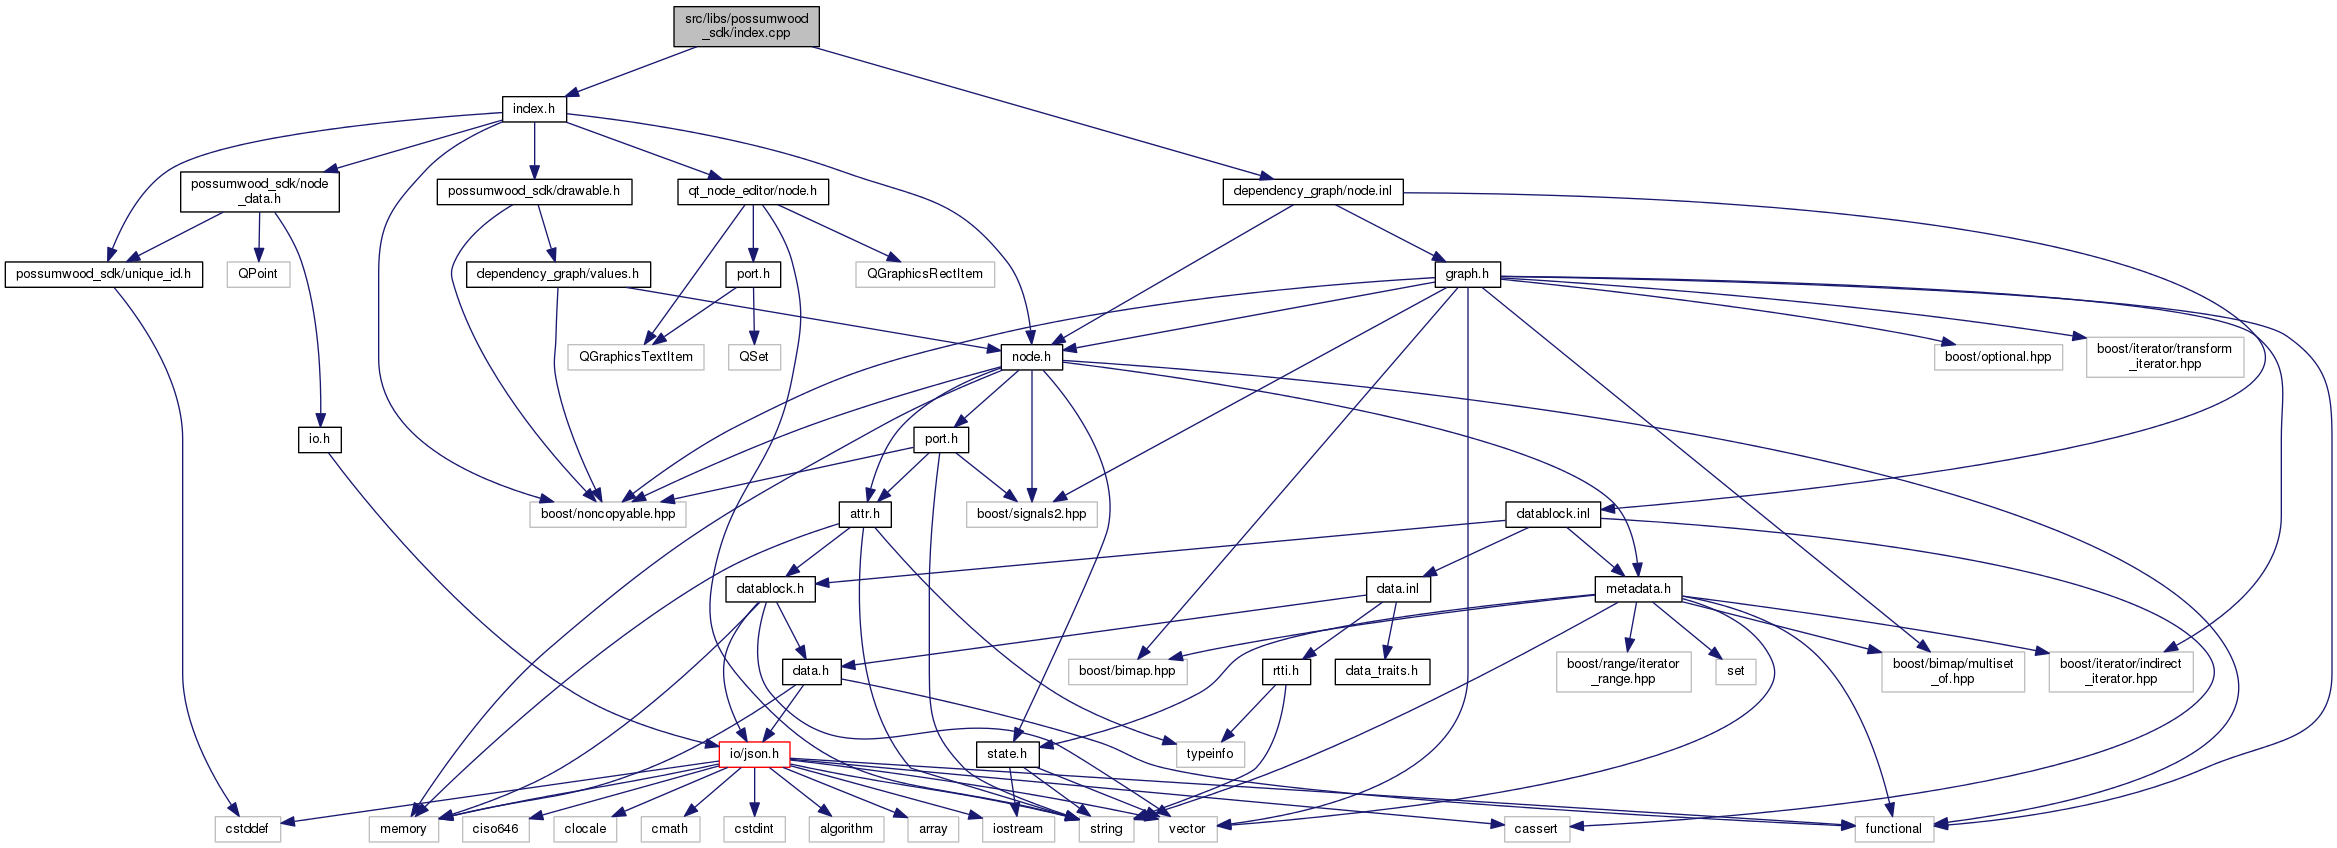 src/libs/possumwood
_sdk/index.cpp
index.h
possumwood_sdk/node
_data.h
possumwood_sdk/drawable.h
qt_node_editor/node.h
dependency_graph/node.inl
possumwood_sdk/unique_id.h
QPoint
dependency_graph/values.h
port.h
QGraphicsRectItem
graph.h
QGraphicsTextItem
QSet
node.h
boost/optional.hpp
boost/iterator/transform
_iterator.hpp
io.h
port.h
boost/noncopyable.hpp
attr.h
boost/signals2.hpp
datablock.inl
datablock.h
data.inl
metadata.h
data.h
boost/bimap.hpp
rtti.h
data_traits.h
boost/range/iterator
_range.hpp
set
boost/bimap/multiset
_of.hpp
boost/iterator/indirect
_iterator.hpp
io/json.h
state.h
typeinfo
cstddef
memory
ciso646
clocale
cmath
cstdint
algorithm
array
iostream
string
vector
cassert
functional